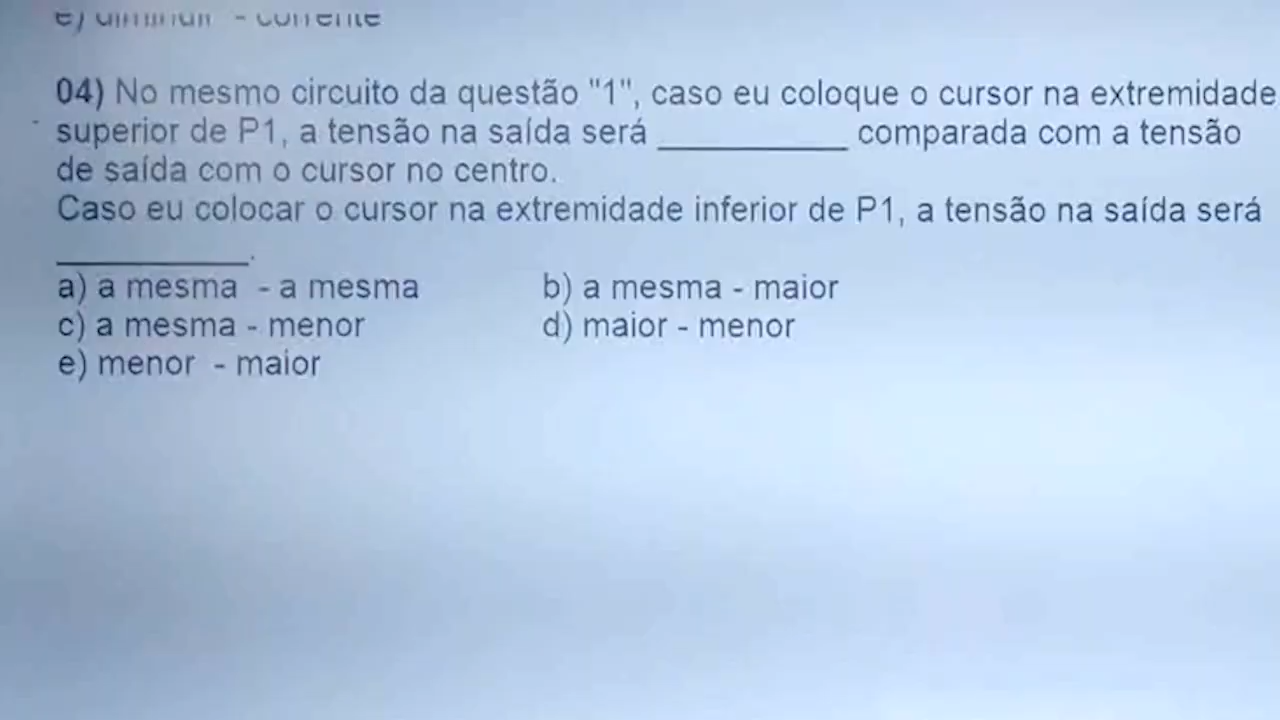 e) diminuir - corrente
04) No mesmo circuito da questão "1", caso eu coloque o cursor na extremidade
superior de P1, a tensão na saída será ___________ comparada com a tensão
de saída com o cursor no centro.
Caso eu colocar o cursor na extremidade inferior de P1, a tensão na saída será
___________.
a) a mesma - a mesma b) a mesma - maior
c) a mesma - menor d) maior - menor
e) menor - maior